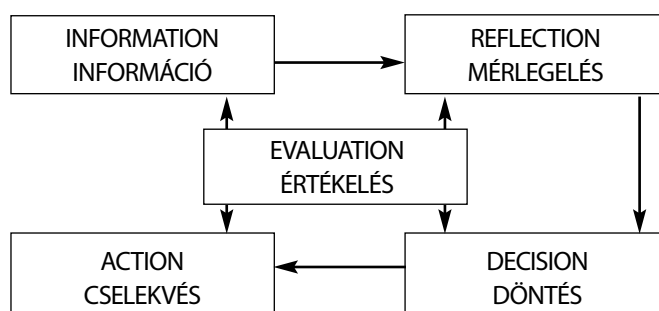 INFORMATION
INFORMÁCIÓ
REFLECTION
MÉRLEGELÉS
EVALUATION
ÉRTÉKELÉS
ACTION
CSELEKVÉS
DECISION
DÖNTÉS